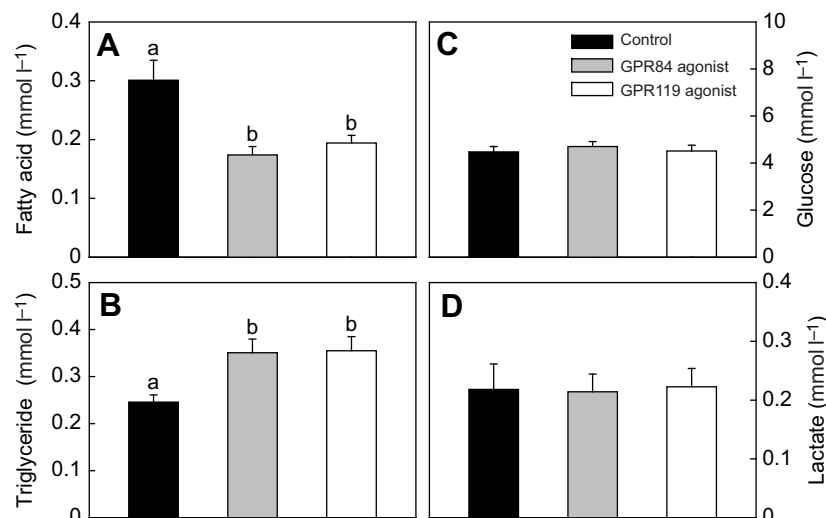 A
0.4
0.3
0.2
0.1
0
Fatty acid (mmol l⁻¹)
a
b
b
C
Control
GPR84 agonist
GPR119 agonist
10
8
6
4
2
0
Glucose (mmol l⁻¹)
B
0.5
0.4
0.3
0.2
0.1
0
Triglyceride (mmol l⁻¹)
a
b
b
D
0.4
0.3
0.2
0.1
0
Lactate (mmol l⁻¹)